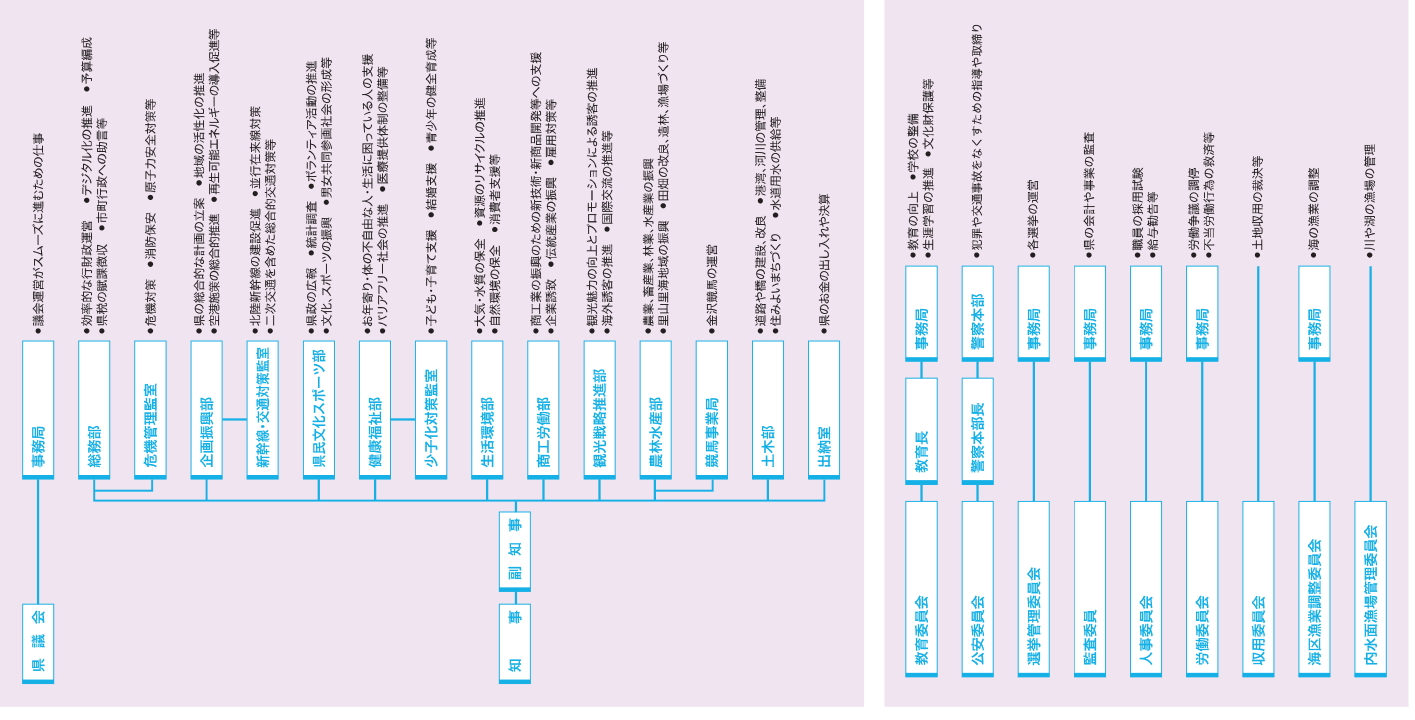 県議会
事務局
●議会運営がスムーズに進むための仕事
知事
副知事
総務部
●効率的な行財政運営　●デジタル化の推進　●予算編成
●県税の賦課徴収　●市町行政への助言等
危機管理監室
●危機対策　●消防保安　●原子力安全対策等
企画振興部
●県の総合的な計画の立案　●地域の活性化の推進
●空港施策の総合的推進　●再生可能エネルギーの導入促進等
新幹線・交通対策監室
●北陸新幹線の建設促進　●並行在来線対策
●二次交通を含めた総合的交通対策等
県民文化スポーツ部
●県政の広報　●統計調査　●ボランティア活動の推進
●文化、スポーツの振興　●男女共同参画社会の形成等
健康福祉部
●お年寄り・体の不自由な人・生活に困っている人の支援
●バリアフリー社会の推進　●医療提供体制の整備等
少子化対策監室
●子ども・子育て支援　●結婚支援　●青少年の健全育成等
生活環境部
●大気・水質の保全　●資源のリサイクルの推進
●自然環境の保全　●消費者支援等
商工労働部
●商工業の振興のための新技術・新商品開発等への支援
●企業誘致　●伝統産業の振興　●雇用対策等
観光戦略推進部
●観光魅力の向上とプロモーションによる誘客の推進
●海外誘客の推進　●国際交流の推進等
農林水産部
●農業、畜産業、林業、水産業の振興
●里山里海地域の振興　●田畑の改良、造林、漁場づくり等
競馬事業局
●金沢競馬の運営
土木部
●道路や橋の建設、改良　●港湾、河川の管理、整備
●住みよいまちづくり　●水道用水の供給等
出納室
●県のお金の出し入れや決算
教育委員会
教育長
事務局
●教育の向上　●学校の整備
●生涯学習の推進　●文化財保護等
公安委員会
警察本部長
警察本部
●犯罪や交通事故をなくすための指導や取締り
選挙管理委員会
事務局
●各選挙の運営
監査委員
事務局
●県の会計や事業の監査
人事委員会
事務局
●職員の採用試験
●給与勧告等
労働委員会
事務局
●労働争議の調停
●不当労働行為の救済等
収用委員会
●土地収用の裁決等
海区漁業調整委員会
事務局
●海の漁業の調整
内水面漁場管理委員会
●川や湖の漁場の管理